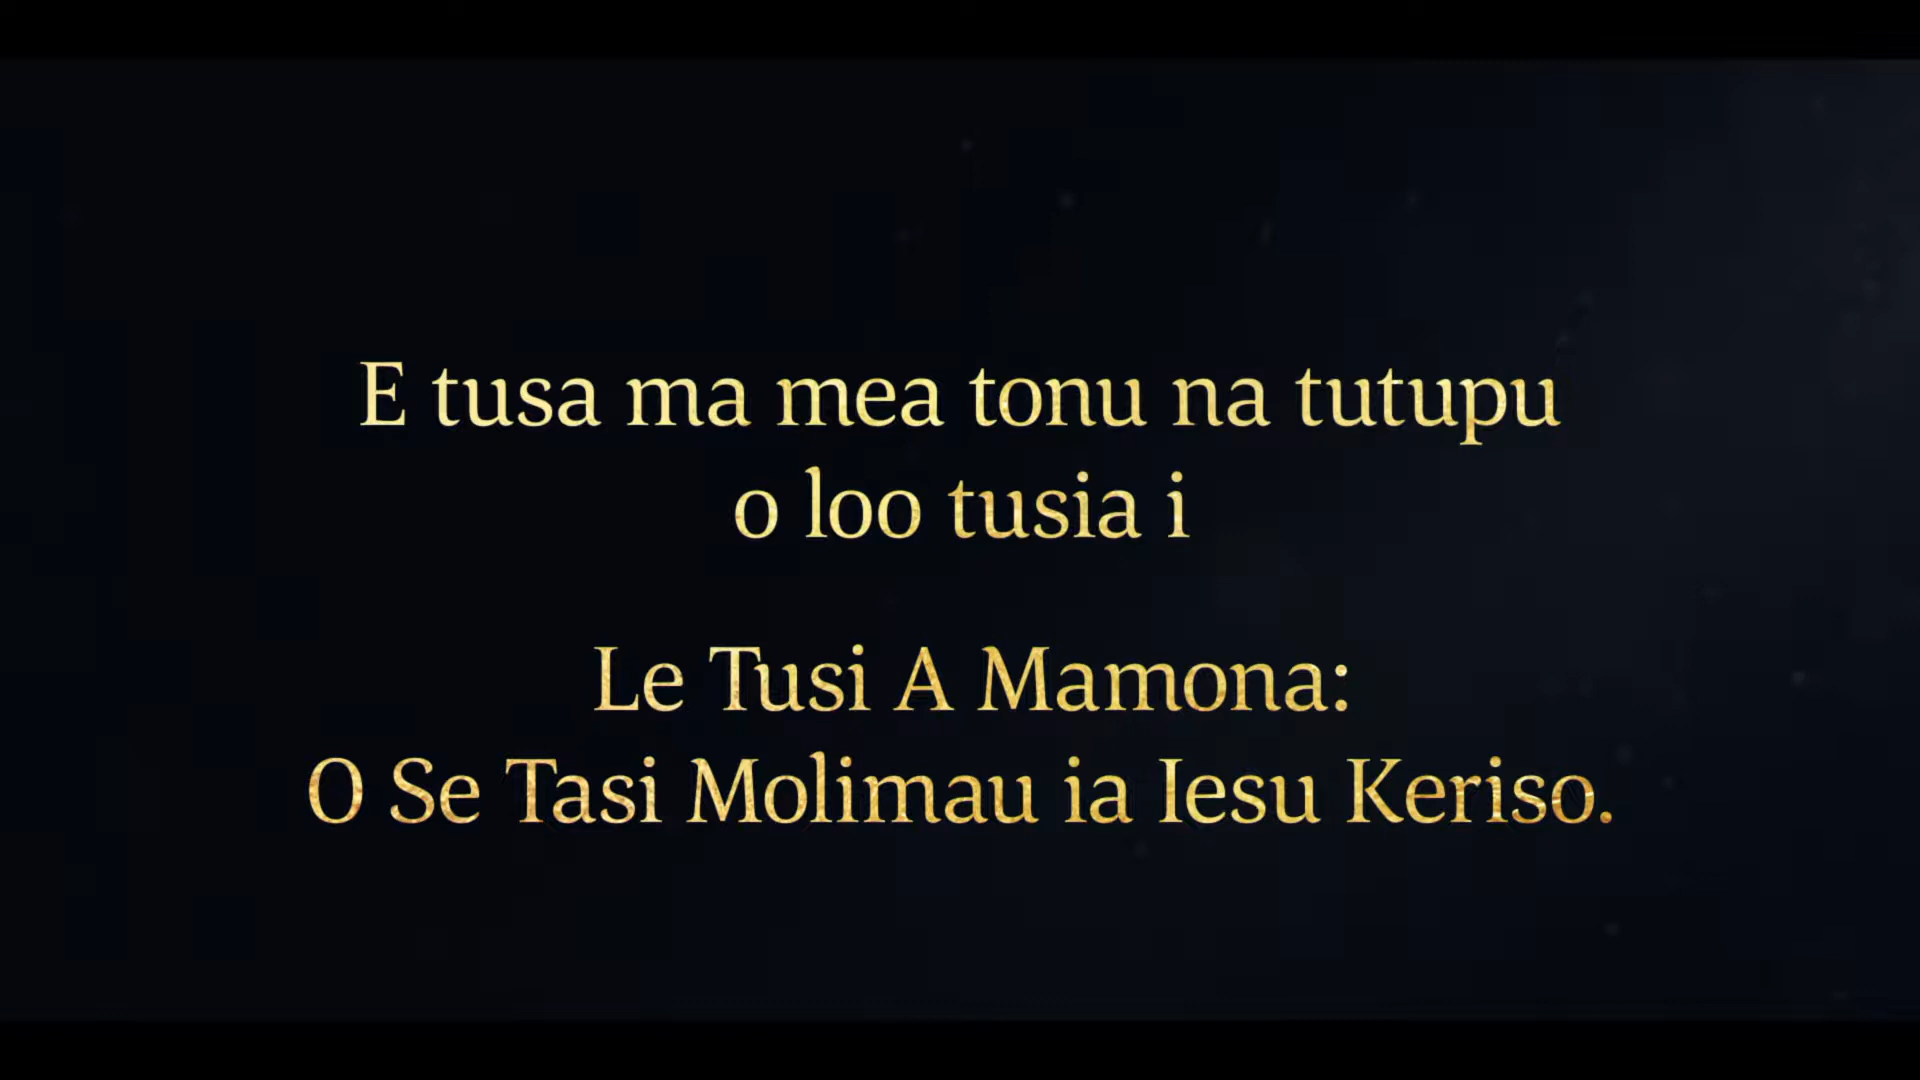 E tusa ma mea tonu na tutupu
o loo tusia i
Le Tusi A Mamona:
O Se Tasi Molimau ia Iesu Keriso.